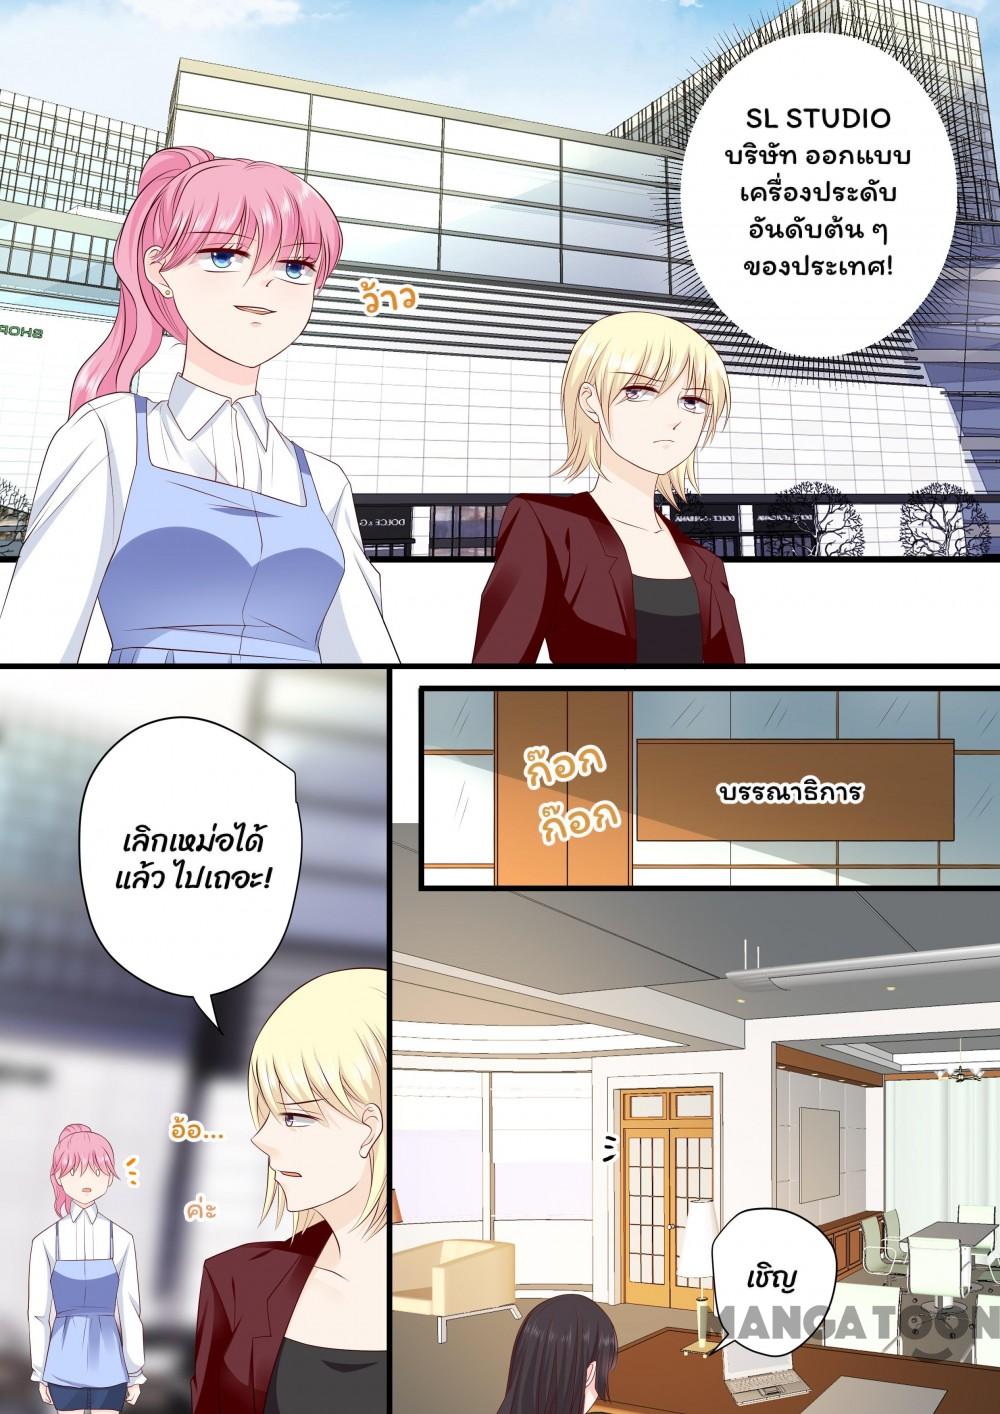 SL STUDIO
บริษัท ออกแบบ
เครื่องประดับ
อันดับต้น ๆ
ของประเทศ!
ว้าว
SHOP
DOLCE & G
ก๊อก
ก๊อก
บรรณาธิการ
เลิกเหม่อได้
แล้ว ไปเถอะ!
อ้อ...
ค่ะ
เชิญ
MANGATOON